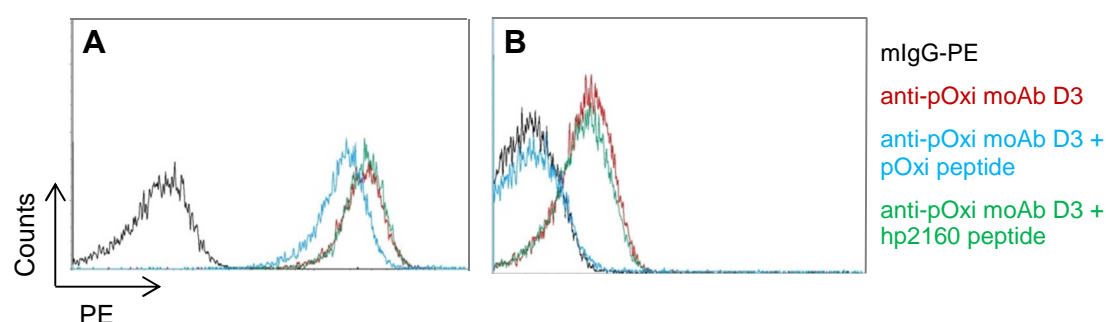 A
B
mIgG-PE
anti-pOxi moAb D3
anti-pOxi moAb D3 +
pOxi peptide
anti-pOxi moAb D3 +
hp2160 peptide
Counts
PE